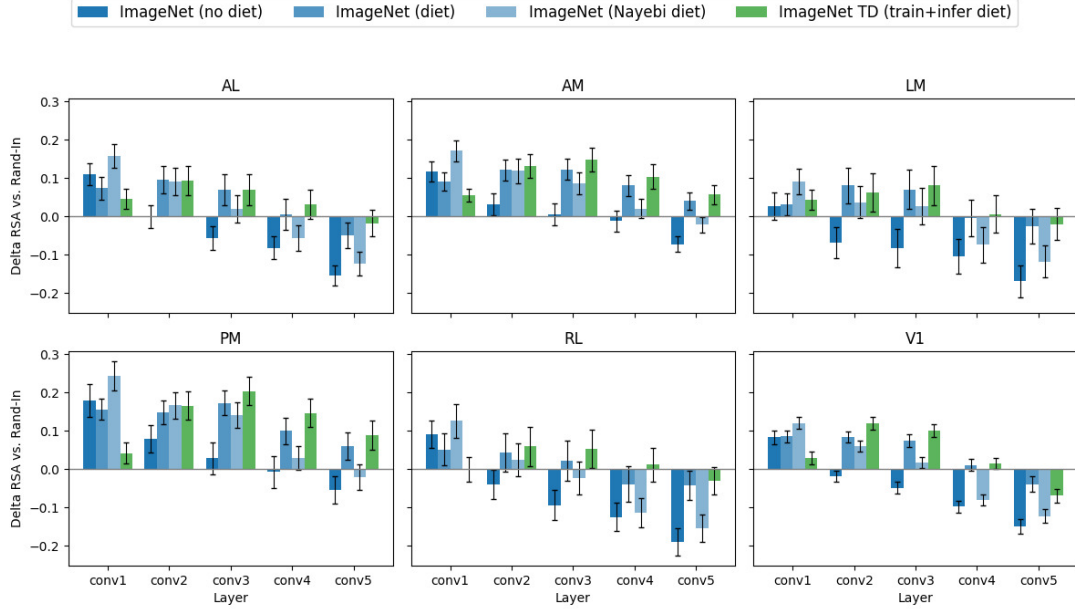 ImageNet (no diet) ImageNet (diet) ImageNet (Nayebi diet) ImageNet TD (train+infer diet)
AL AM LM
0.3
0.2
0.1
0.0
−0.1
−0.2
Delta RSA vs. Rand-In
PM RL V1
0.3
0.2
0.1
0.0
−0.1
−0.2
Delta RSA vs. Rand-In
conv1 conv2 conv3 conv4 conv5 conv1 conv2 conv3 conv4 conv5 conv1 conv2 conv3 conv4 conv5
Layer Layer Layer